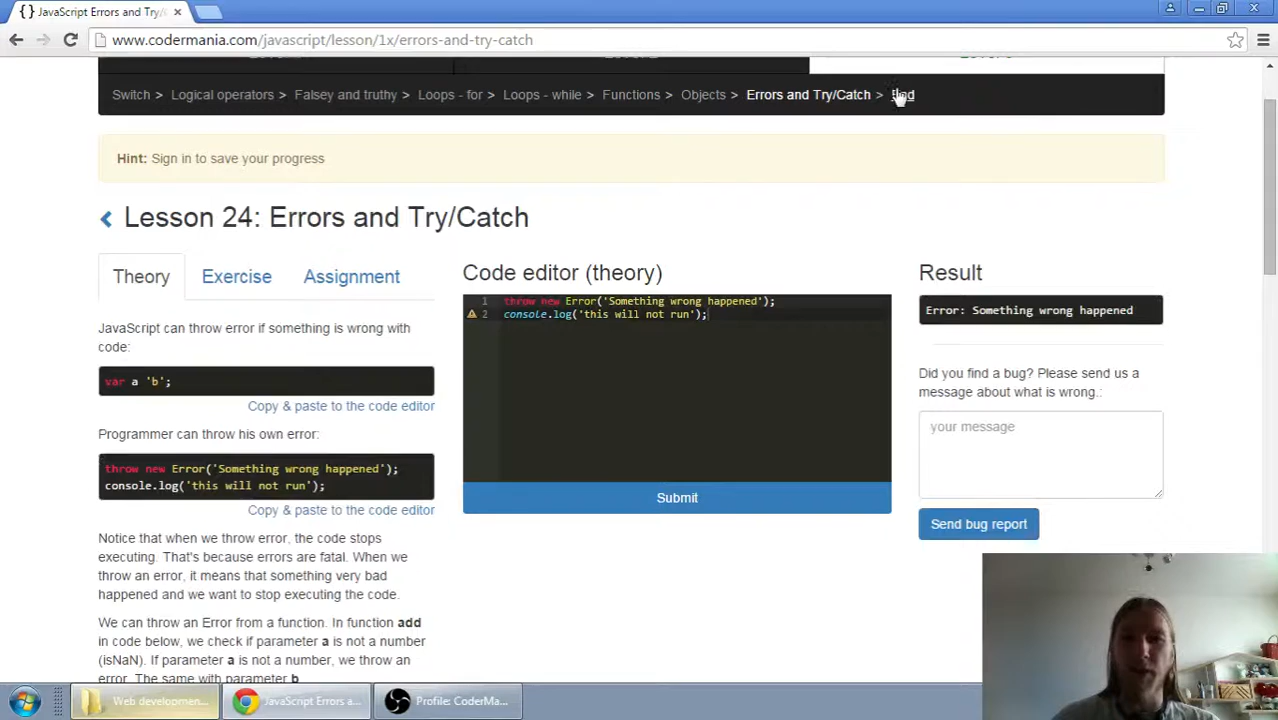 { } JavaScript Errors and Try/
www.codermania.com/javascript/lesson/1x/errors-and-try-catch
Switch > Logical operators > Falsey and truthy > Loops - for > Loops - while > Functions > Objects > Errors and Try/Catch >
Hint: Sign in to save your progress
Lesson 24: Errors and Try/Catch
Theory Exercise Assignment
JavaScript can throw error if something is wrong with
code:
var a 'b';
Copy & paste to the code editor
Programmer can throw his own error:
throw new Error('Something wrong happened');
console.log('this will not run');
Copy & paste to the code editor
Notice that when we throw error, the code stops
executing. That's because errors are fatal. When we
throw an error, it means that something very bad
happened and we want to stop executing the code.
We can throw an Error from a function. In function add
in code below, we check if parameter a is not a number
(isNaN). If parameter a is not a number, we throw an
error. The same with parameter b
Code editor (theory)
1 throw new Error('Something wrong happened');
2 console.log('this will not run');
Submit
Result
Error: Something wrong happened
Did you find a bug? Please send us a
message about what is wrong.:
your message
Send bug report
Web developmen...
JavaScript Errors a...
Profile: CoderMa...